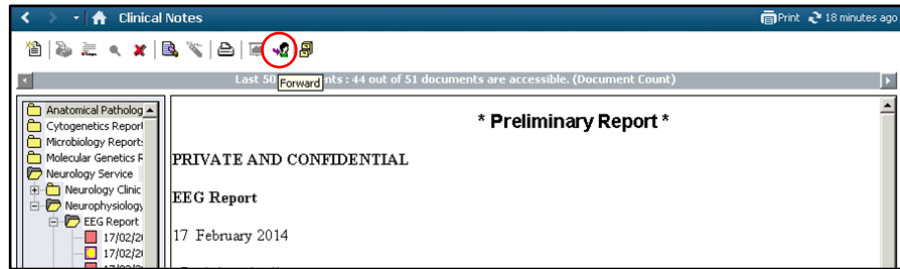 Clinical Notes
Print 18 minutes ago
Last 50 nts : 44 out of 51 documents are accessible. (Document Count)
Forward
Anatomical Patholog
Cytogenetics Report
Microbiology Report
Molecular Genetics R
Neurology Service
Neurology Clinic
Neurophysiology
EEG Report
17/02/2
17/02/2
* Preliminary Report *
PRIVATE AND CONFIDENTIAL
EEG Report
17 February 2014